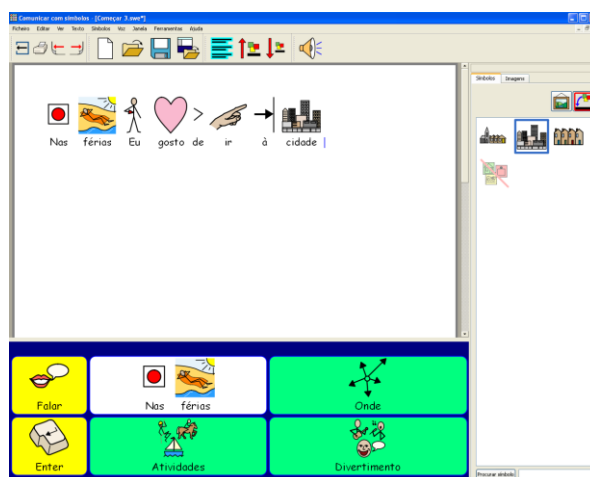 Comunicar com símbolos - [Começar 3.swe*]
Ficheiro Editar Ver Texto Símbolos Voz Janela Ferramentas Ajuda
Símbolos Imagens
Nas férias Eu gosto de ir à cidade
Falar
Nas férias
Onde
Enter
Atividades
Divertimento
Procurar símbolo